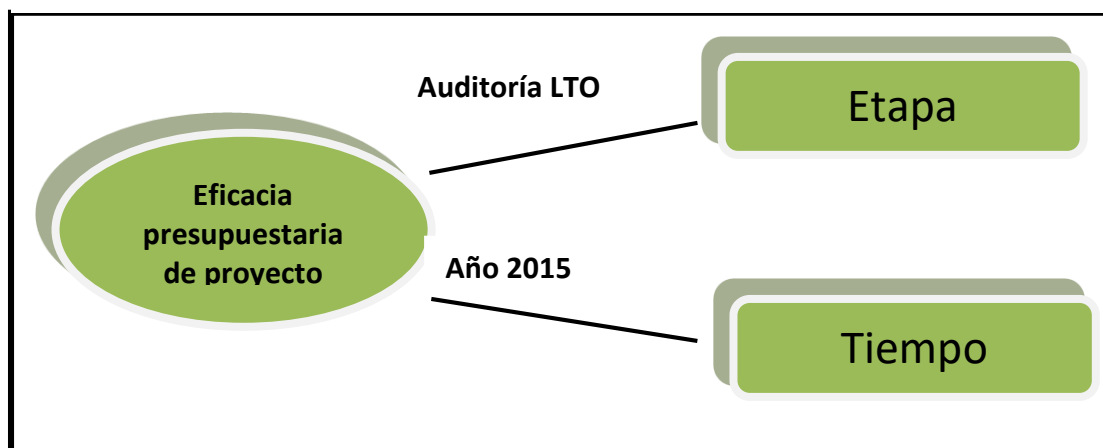 Auditoría LTO
Etapa
Eficacia
presupuestaria
de proyecto
Año 2015
Tiempo